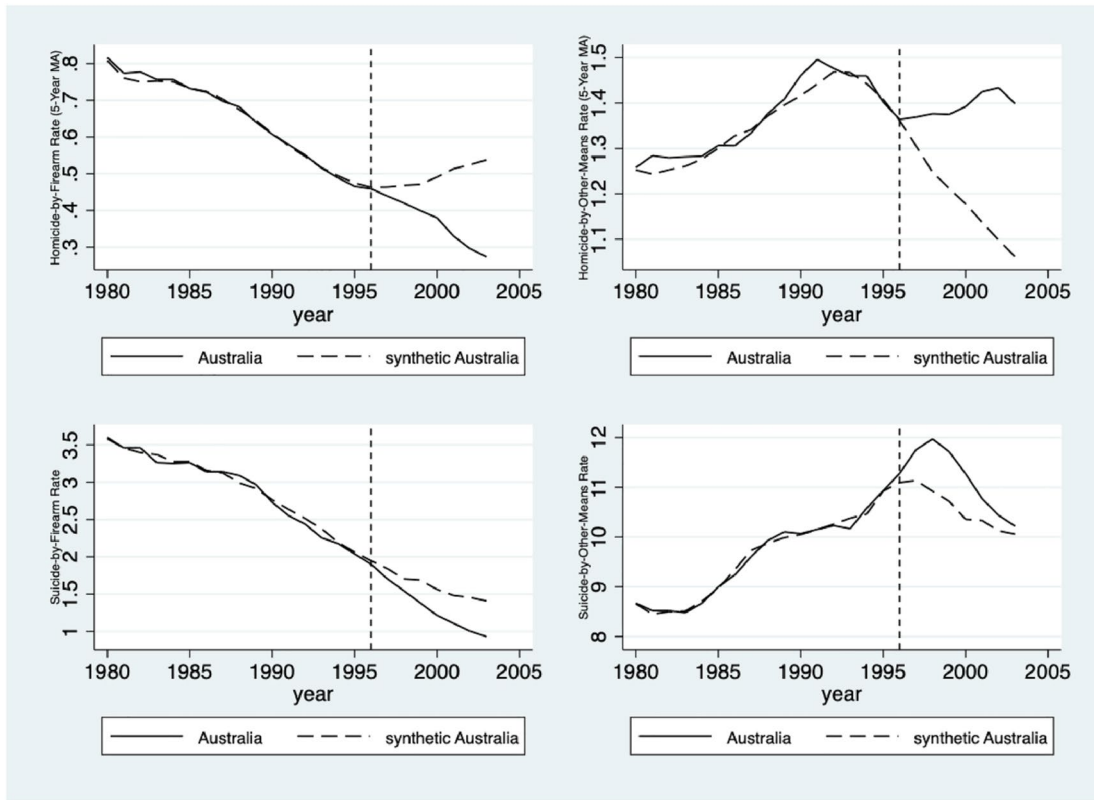 Homicide-by-Firearm Rate (5-Year MA)
.8
.7
.6
.5
.4
.3
1980 1985 1990 1995 2000 2005
year
Australia synthetic Australia
Homicide-by-Other-Means Rate (5-Year MA)
1.5
1.4
1.3
1.2
1.1
1980 1985 1990 1995 2000 2005
year
Australia synthetic Australia
Suicide-by-Firearm Rate
3.5
3
2.5
2
1.5
1
1980 1985 1990 1995 2000 2005
year
Australia synthetic Australia
Suicide-by-Other-Means Rate
12
11
10
9
8
1980 1985 1990 1995 2000 2005
year
Australia synthetic Australia